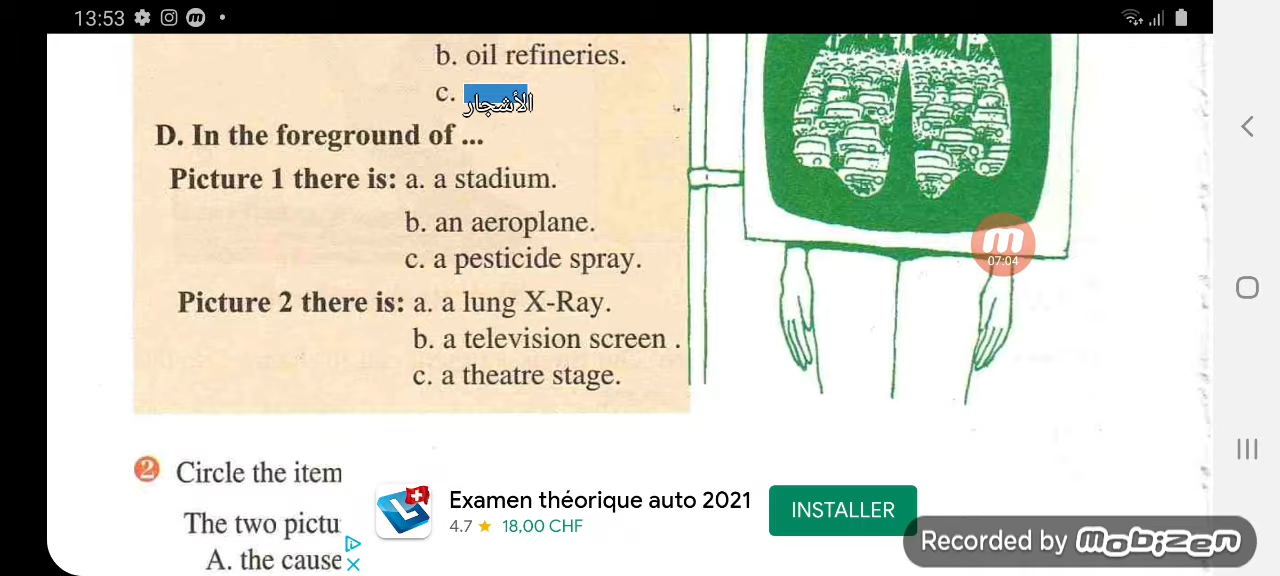 13:53
b. oil refineries.
c. الأشجار
D. In the foreground of ...
Picture 1 there is: a. a stadium.
b. an aeroplane.
c. a pesticide spray.
07:04
Picture 2 there is: a. a lung X-Ray.
b. a television screen .
c. a theatre stage.
2 Circle the item
The two pictu
A. the cause
Examen théorique auto 2021
4.7 ★ 18,00 CHF
INSTALLER
Recorded by Mobizen